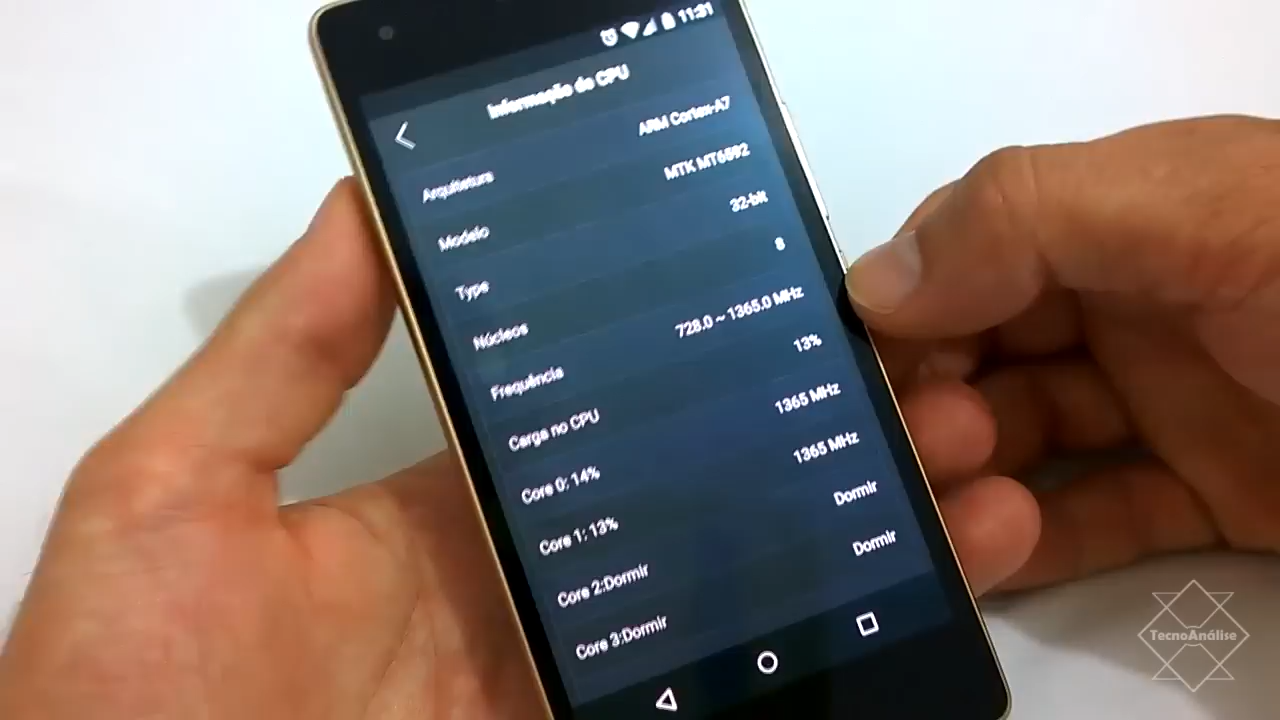 11:31
Informação do CPU
Arquitetura ARM Cortex-A7
Modelo MTK MT6592
Type 32-bit
Núcleos 8
Frequência 728.0 ~ 1365.0 MHz
Carga no CPU 13%
Core 0: 14% 1365 MHz
Core 1: 13% 1365 MHz
Core 2:Dormir Dormir
Core 3:Dormir Dormir
TecnoAnálise